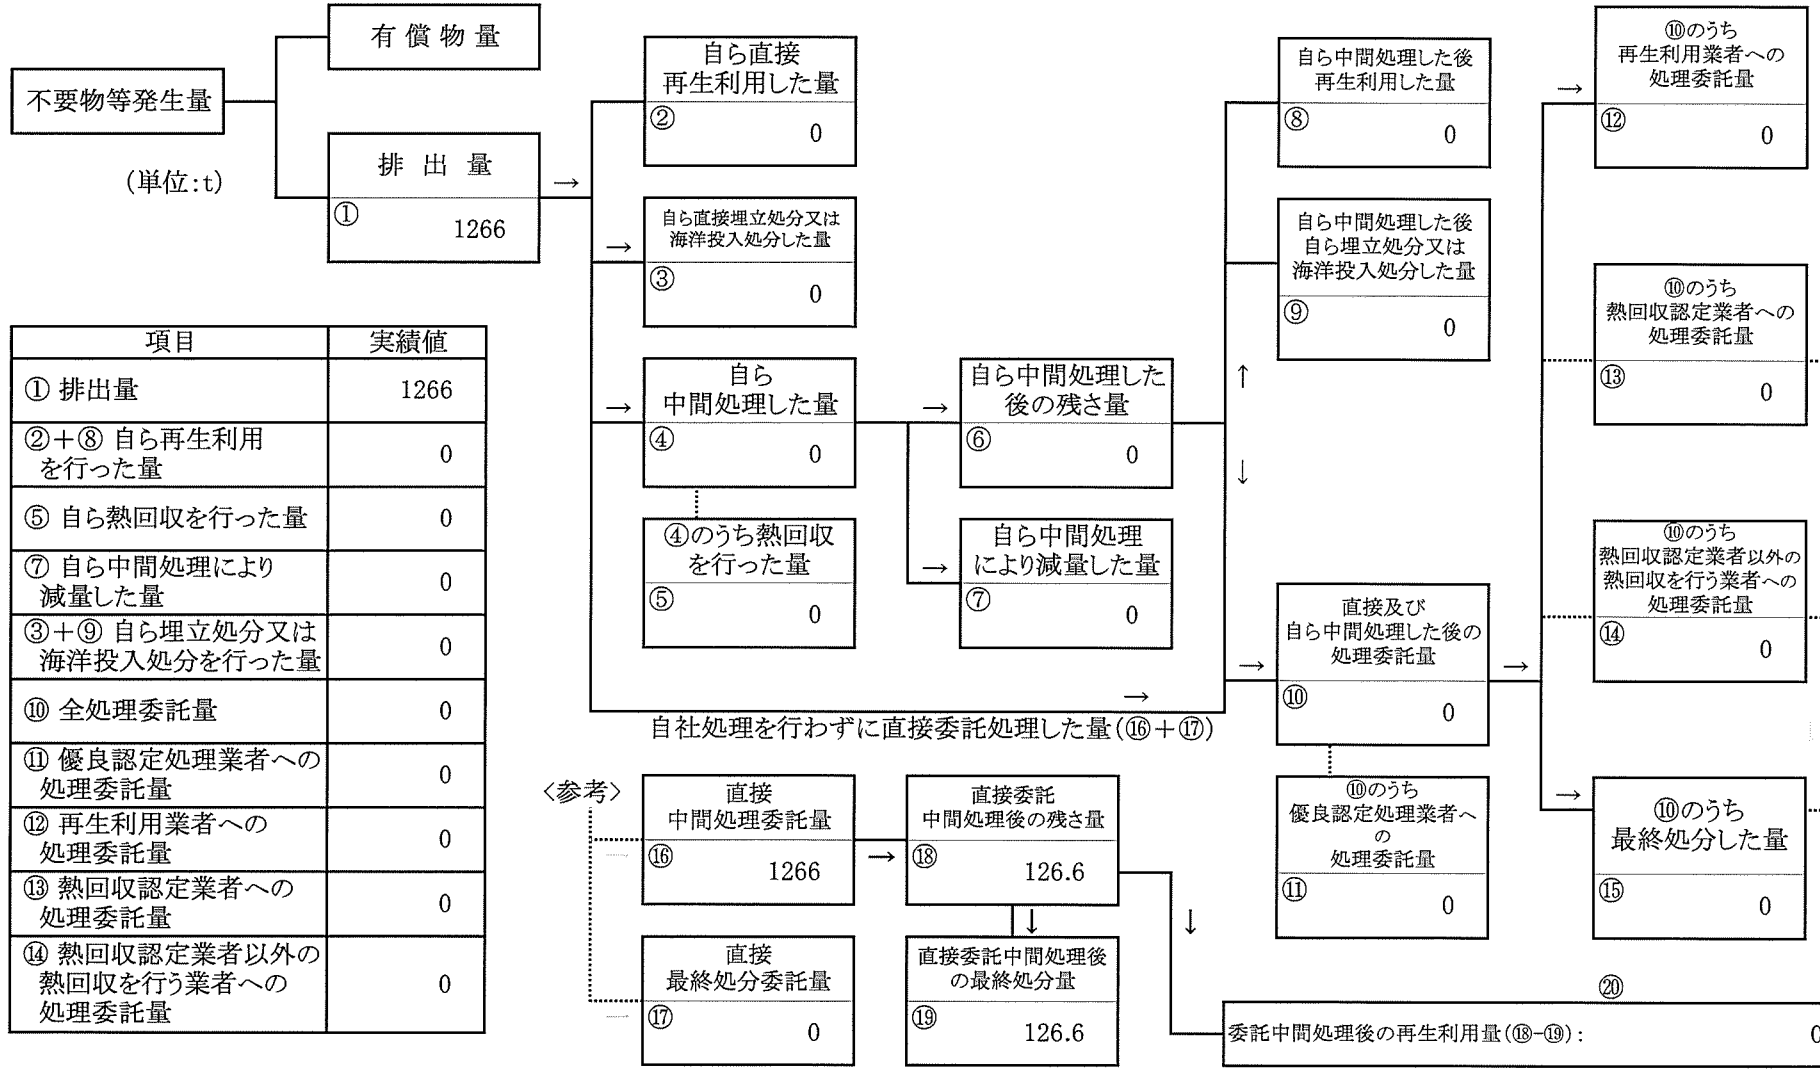 有償物量
不要物等発生量
(単位:t)
排出量
①
1266
→
自ら直接
再生利用した量
②
0
→
自ら直接埋立処分又は
海洋投入処分した量
③
0
→
自ら
中間処理した量
④
0
④のうち熱回収
を行った量
⑤
0
→
自ら中間処理した
後の残さ量
⑥
0
→
自ら中間処理
により減量した量
⑦
0
↑
↓
自ら中間処理した後
再生利用した量
⑧
0
自ら中間処理した後
自ら埋立処分又は
海洋投入処分した量
⑨
0
→
自社処理を行わずに直接委託処理した量(⑯+⑰)
→
直接及び
自ら中間処理した後の
処理委託量
⑩
0
⑩のうち
優良認定処理業者へ
の
処理委託量
⑪
0
→
→
⑩のうち
再生利用業者への
処理委託量
⑫
0
⑩のうち
熱回収認定業者への
処理委託量
⑬
0
⑩のうち
熱回収認定業者以外の
熱回収を行う業者への
処理委託量
⑭
0
→
⑩のうち
最終処分した量
⑮
0
項目 実績値
① 排出量 1266
②+⑧ 自ら再生利用
を行った量 0
⑤ 自ら熱回収を行った量 0
⑦ 自ら中間処理により
減量した量 0
③+⑨ 自ら埋立処分又は
海洋投入処分を行った量 0
⑩ 全処理委託量 0
⑪ 優良認定処理業者への
処理委託量 0
⑫ 再生利用業者への
処理委託量 0
⑬ 熱回収認定業者への
処理委託量 0
⑭ 熱回収認定業者以外の
熱回収を行う業者への
処理委託量 0
〈参考〉
直接
中間処理委託量
⑯
1266
→
直接委託
中間処理後の残さ量
⑱
126.6
↓
↓
直接
最終処分委託量
⑰
0
直接委託中間処理後
の最終処分量
⑲
126.6
⑳
委託中間処理後の再生利用量(⑱-⑲): 0